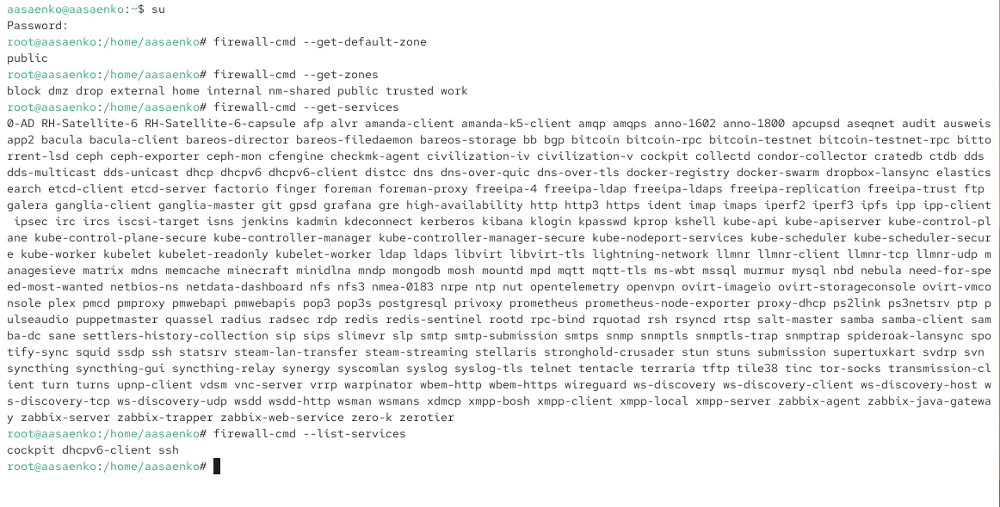 aasaenko@aasaenko:~$ su
Password:
root@aasaenko:/home/aasaenko# firewall-cmd --get-default-zone
public
root@aasaenko:/home/aasaenko# firewall-cmd --get-zones
block dmz drop external home internal nm-shared public trusted work
root@aasaenko:/home/aasaenko# firewall-cmd --get-services
0-AD RH-Satellite-6 RH-Satellite-6-capsule afp alvr amanda-client amanda-k5-client amqp amqps anno-1602 anno-1800 apcupsd aseqnet audit ausweis
app2 bacula bacula-client bareos-director bareos-filedaemon bareos-storage bb bgp bitcoin bitcoin-rpc bitcoin-testnet bitcoin-testnet-rpc bitto
rrent-lsd ceph ceph-exporter ceph-mon cfengine checkmk-agent civilization-iv civilization-v cockpit collectd condor-collector cratedb ctdb dds
dds-multicast dds-unicast dhcp dhcpv6 dhcpv6-client distcc dns dns-over-quic dns-over-tls docker-registry docker-swarm dropbox-lansync elastics
earch etcd-client etcd-server factorio finger foreman foreman-proxy freeipa-4 freeipa-ldap freeipa-ldaps freeipa-replication freeipa-trust ftp
galera ganglia-client ganglia-master git gpsd grafana gre high-availability http http3 https ident imap imaps iperf2 iperf3 ipfs ipp ipp-client
 ipsec irc ircs iscsi-target isns jenkins kadmin kdeconnect kerberos kibana klogin kpasswd kprop kshell kube-api kube-apiserver kube-control-pl
ane kube-control-plane-secure kube-controller-manager kube-controller-manager-secure kube-nodeport-services kube-scheduler kube-scheduler-secur
e kube-worker kubelet kubelet-readonly kubelet-worker ldap ldaps libvirt libvirt-tls lightning-network llmnr llmnr-client llmnr-tcp llmnr-udp m
anagesieve matrix mdns memcache minecraft minidlna mndp mongodb mosh mountd mpd mqtt mqtt-tls ms-wbt mssql murmur mysql nbd nebula need-for-spe
ed-most-wanted netbios-ns netdata-dashboard nfs nfs3 nmea-0183 nrpe ntp nut opentelemetry openvpn ovirt-imageio ovirt-storageconsole ovirt-vmco
nsole plex pmcd pmproxy pmwebapi pmwebapis pop3 pop3s postgresql privoxy prometheus prometheus-node-exporter proxy-dhcp ps2link ps3netsrv ptp p
ulseaudio puppetmaster quassel radius radsec rdp redis redis-sentinel rootd rpc-bind rquotad rsh rsyncd rtsp salt-master samba samba-client sam
ba-dc sane settlers-history-collection sip sips slimevr slp smtp smtp-submission smtps snmp snmptls snmptls-trap snmptrap spideroak-lansync spo
tify-sync squid ssdp ssh statsrv steam-lan-transfer steam-streaming stellaris stronghold-crusader stun stuns submission supertuxkart svdrp svn
syncthing syncthing-gui syncthing-relay synergy syscomlan syslog syslog-tls telnet tentacle terraria tftp tile38 tinc tor-socks transmission-cl
ient turn turns upnp-client vdsm vnc-server vrrp warpinator wbem-http wbem-https wireguard ws-discovery ws-discovery-client ws-discovery-host w
s-discovery-tcp ws-discovery-udp wsdd wsdd-http wsman wsmans xdmcp xmpp-bosh xmpp-client xmpp-local xmpp-server zabbix-agent zabbix-java-gatewa
y zabbix-server zabbix-trapper zabbix-web-service zero-k zerotier
root@aasaenko:/home/aasaenko# firewall-cmd --list-services
cockpit dhcpv6-client ssh
root@aasaenko:/home/aasaenko#